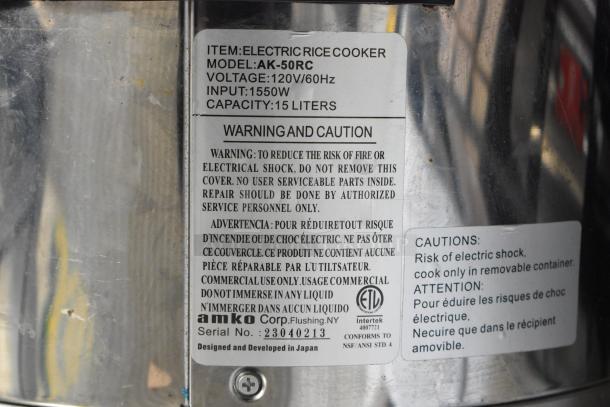 ITEM:ELECTRIC RICE COOKER
MODEL:AK-50RC
VOLTAGE:120V/60Hz
INPUT:1550W
CAPACITY:15 LITERS
WARNING AND CAUTION
WARNING: TO REDUCE THE RISK OF FIRE OR
ELECTRICAL SHOCK, DO NOT REMOVE THIS
COVER. NO USER SERVICEABLE PARTS INSIDE.
REPAIR SHOULD BE DONE BY AUTHORIZED
SERVICE PERSONNEL ONLY.
ADVERTENCIA: POUR RÉDUIRETOUT RISQUE
D'INCENDIE OU DE CHOC ÉLECTRIC. NE PAS ÔTER
CE COUVERCLE. CE PRODUIT NE CONTIENT AUCUNE
PIÈCE RÉPARABLE PAR LUTILTSATEUR.
COMMERCIAL USE ONLY. USAGE COMMERCIAL
DO NOT IMMERSE IN ANY LIQUID
N'IMMERGER DANS AUCUN LIQUIDO
amko Corp. Flushing. NY
Serial No. : 23040213
Designed and Developed in Japan
ETL
Intertek
4007721
CONFORMS TO
NSF/ANSI STD. 4
CAUTIONS:
Risk of electric shock,
cook only in removable container.
ATTENTION:
Pour éduire les risques de choc
électrique,
Necuire que dans le récipient
amovible.